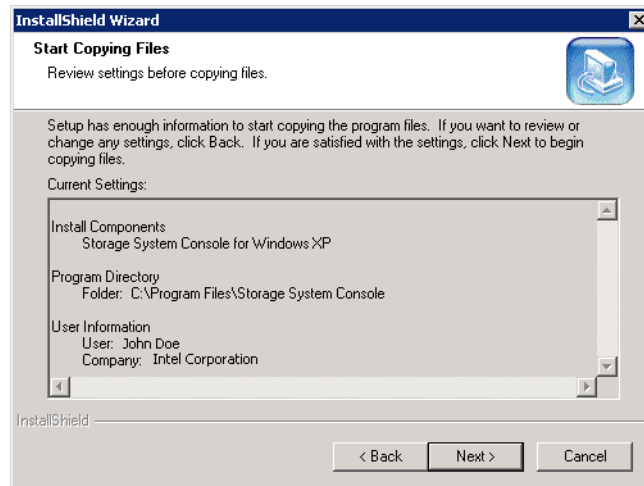 InstallShield Wizard
Start Copying Files
Review settings before copying files.
Setup has enough information to start copying the program files. If you want to review or
change any settings, click Back. If you are satisfied with the settings, click Next to begin
copying files.
Current Settings:
Install Components
Storage System Console for Windows XP
Program Directory
Folder: C:\Program Files\Storage System Console
User Information
User: John Doe
Company: Intel Corporation
InstallShield
< Back Next > Cancel